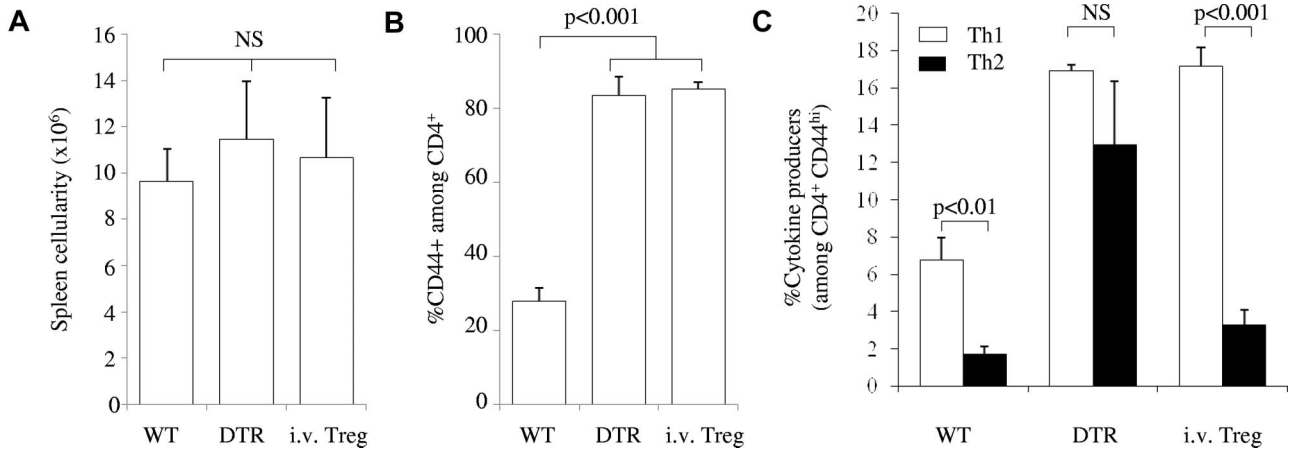 A
Spleen cellularity (x10⁶)
16
14
12
10
8
6
4
2
0
NS
WT DTR i.v. Treg
B
%CD44+ among CD4⁺
100
80
60
40
20
0
p<0.001
WT DTR i.v. Treg
C
%Cytokine producers
(among CD4⁺ CD44ʰⁱ)
20
18
16
14
12
10
8
6
4
2
0
Th1
Th2
p<0.01
NS
p<0.001
WT DTR i.v. Treg